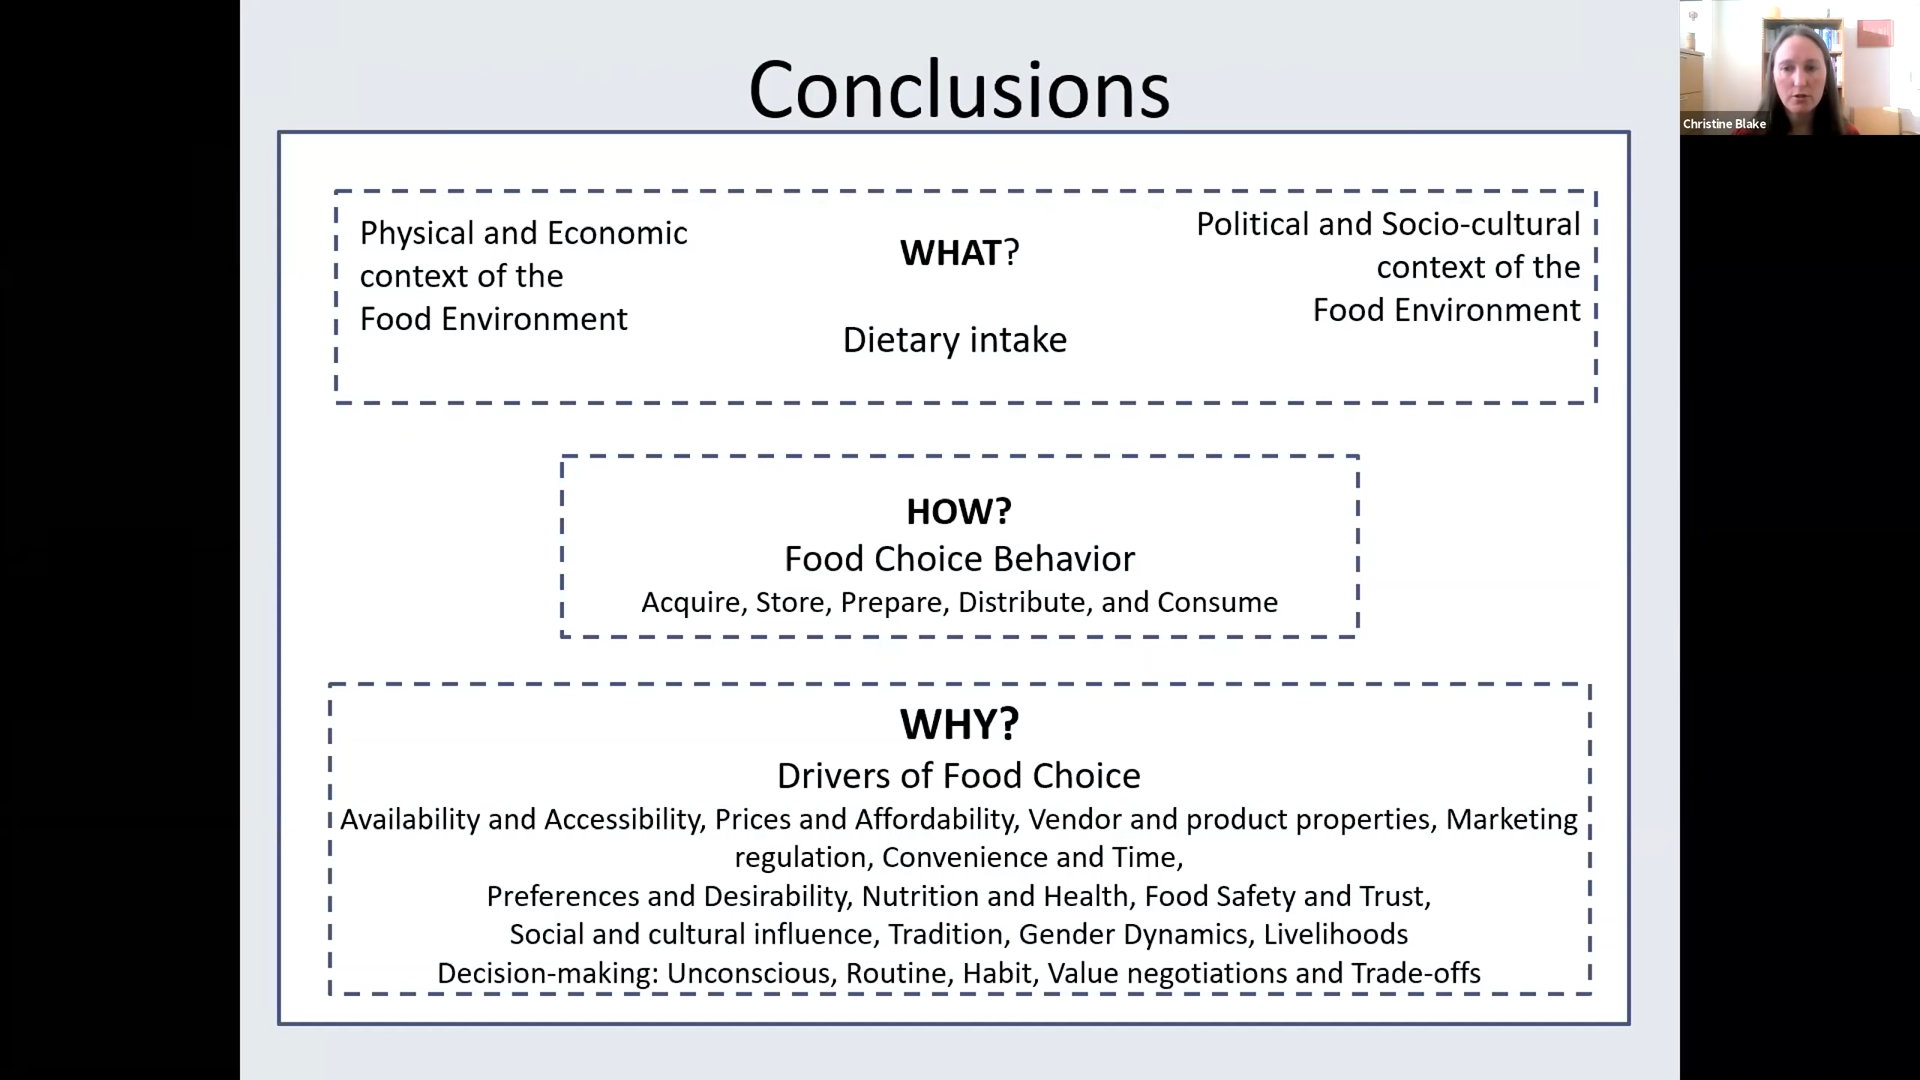 Conclusions
Christine Blake
Physical and Economic
context of the
Food Environment
WHAT?
Dietary intake
Political and Socio-cultural
context of the
Food Environment
HOW?
Food Choice Behavior
Acquire, Store, Prepare, Distribute, and Consume
WHY?
Drivers of Food Choice
Availability and Accessibility, Prices and Affordability, Vendor and product properties, Marketing
regulation, Convenience and Time,
Preferences and Desirability, Nutrition and Health, Food Safety and Trust,
Social and cultural influence, Tradition, Gender Dynamics, Livelihoods
Decision-making: Unconscious, Routine, Habit, Value negotiations and Trade-offs